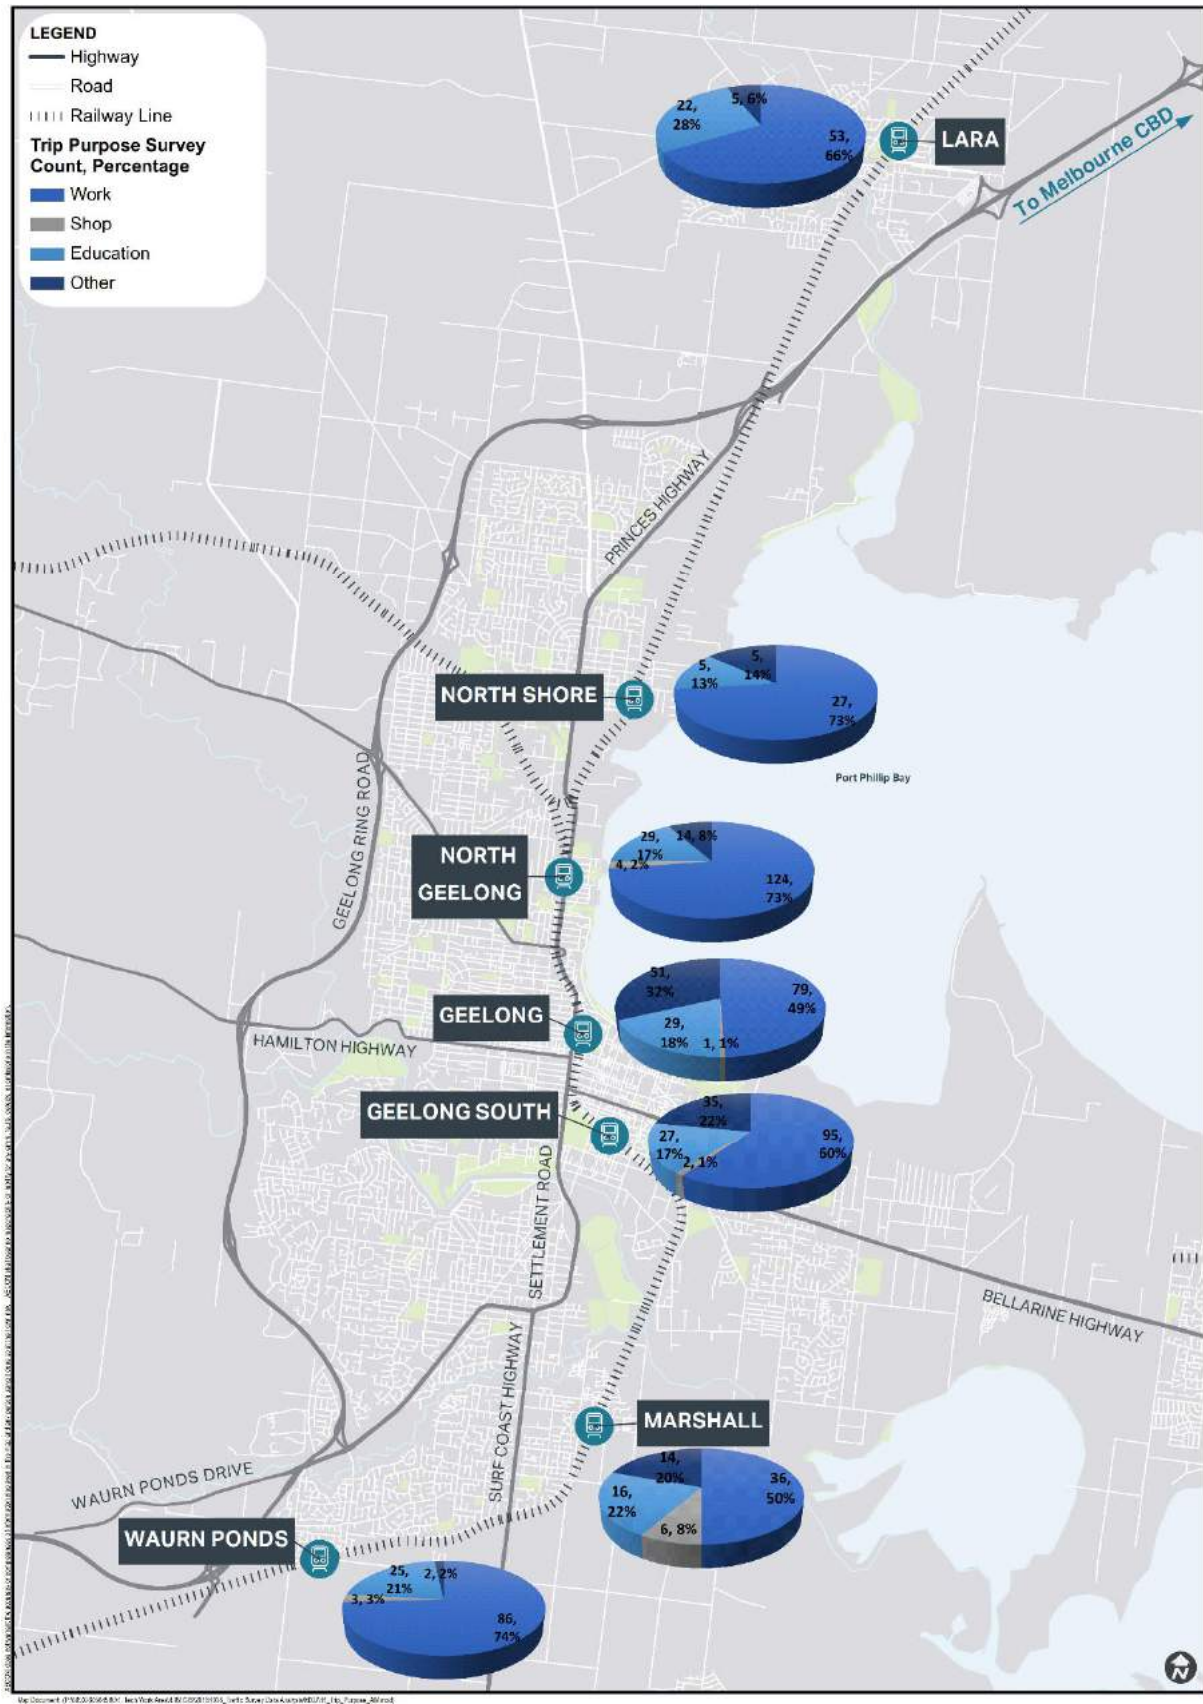 LEGEND
Highway
Road
Railway Line
Trip Purpose Survey
Count, Percentage
Work
Shop
Education
Other
22,
28%
5, 6%
53,
66%
LARA
To Melbourne CBD
PRINCES HIGHWAY
NORTH SHORE
5,
13%
5,
14%
27,
73%
Port Phillip Bay
GEELONG RING ROAD
NORTH
GEELONG
29,
17%
14, 8%
4, 2%
124,
73%
GEELONG
51,
32%
79,
49%
29,
18%
1, 1%
HAMILTON HIGHWAY
GEELONG SOUTH
35,
22%
27,
17%
2, 1%
95,
60%
SETTLEMENT ROAD
BELLARINE HIGHWAY
SURF COAST HIGHWAY
MARSHALL
14,
20%
36,
50%
16,
22%
6, 8%
WAURN PONDS DRIVE
WAURN PONDS
25,
21%
2, 2%
3, 3%
86,
74%
N